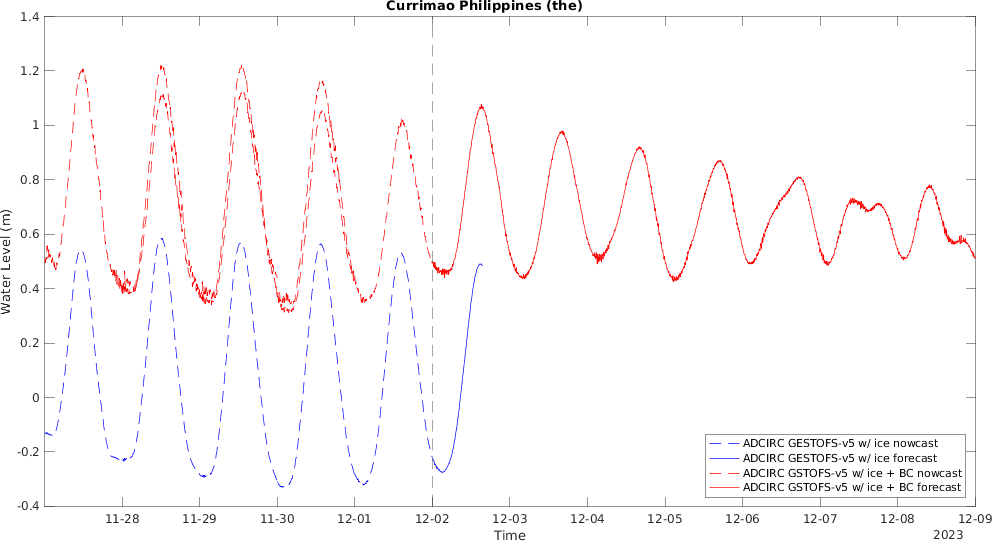 Currimao Philippines (the)
1.4
1.2
1
0.8
0.6
0.4
0.2
0
-0.2
-0.4
Water Level (m)
11-28 11-29 11-30 12-01 12-02 12-03 12-04 12-05 12-06 12-07 12-08 12-09
Time
2023
ADCIRC GESTOFS-v5 w/ ice nowcast
ADCIRC GESTOFS-v5 w/ ice forecast
ADCIRC GSTOFS-v5 w/ ice + BC nowcast
ADCIRC GSTOFS-v5 w/ ice + BC forecast